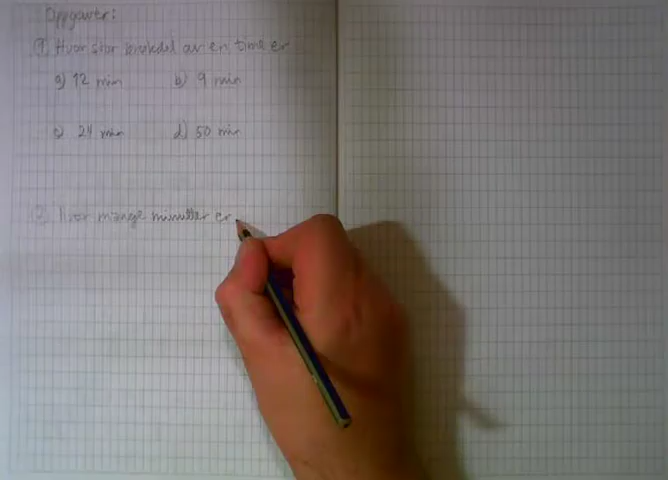 Oppgaver:
1) Hvor stor brøkdel av en time er
a) 12 min b) 9 min
c) 24 min d) 50 min
2) Hvor mange minutter er